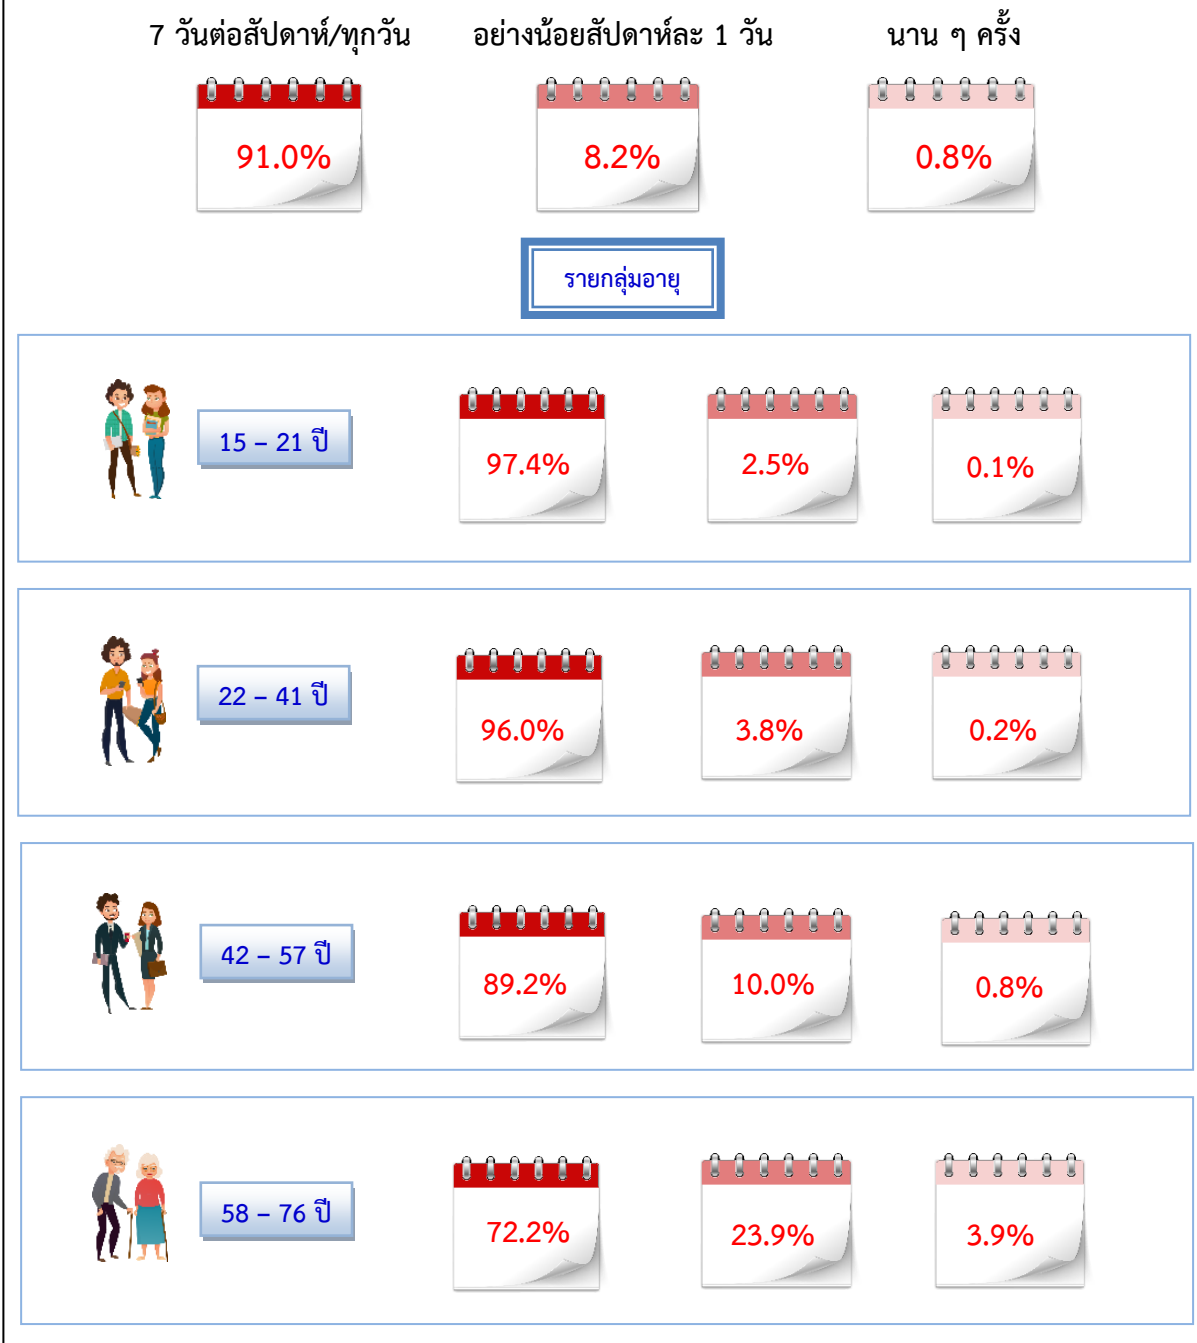 7 วันต่อสัปดาห์/ทุกวัน อย่างน้อยสัปดาห์ละ 1 วัน นาน ๆ ครั้ง
91.0% 8.2% 0.8%
รายกลุ่มอายุ
15 – 21 ปี 97.4% 2.5% 0.1%
22 – 41 ปี 96.0% 3.8% 0.2%
42 – 57 ปี 89.2% 10.0% 0.8%
58 – 76 ปี 72.2% 23.9% 3.9%